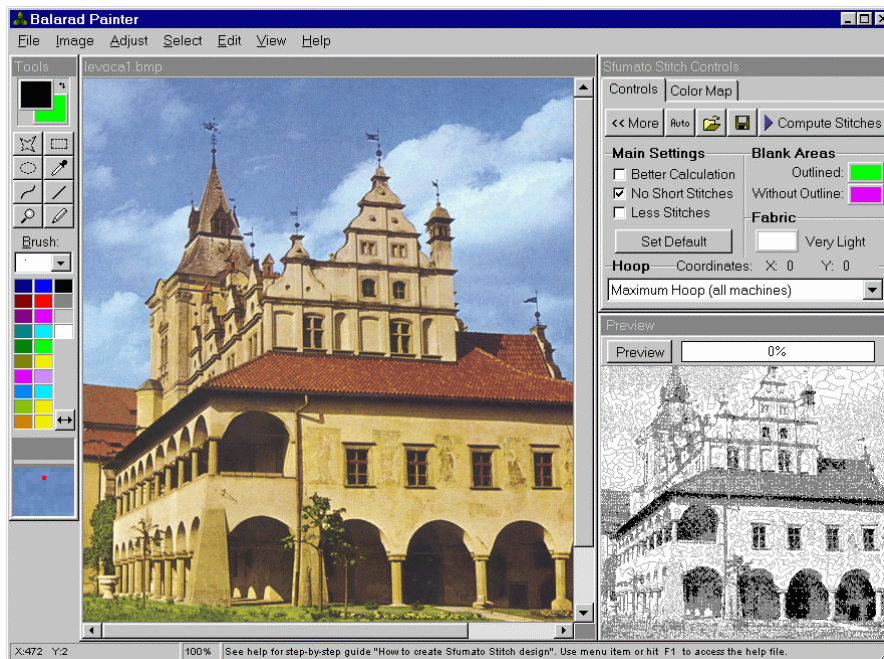 Balarad Painter
File Image Adjust Select Edit View Help
Tools
levoca1.bmp
Sfumato Stitch Controls
Controls Color Map
<< More Auto Compute Stitches
Main Settings Blank Areas
Better Calculation Outlined:
No Short Stitches Without Outline:
Less Stitches Fabric
Set Default Very Light
Hoop Coordinates: X: 0 Y: 0
Maximum Hoop (all machines)
Brush:
Preview
Preview 0%
X:472 Y:2 100% See help for step-by-step guide "How to create Sfumato Stitch design". Use menu item or hit F1 to access the help file.